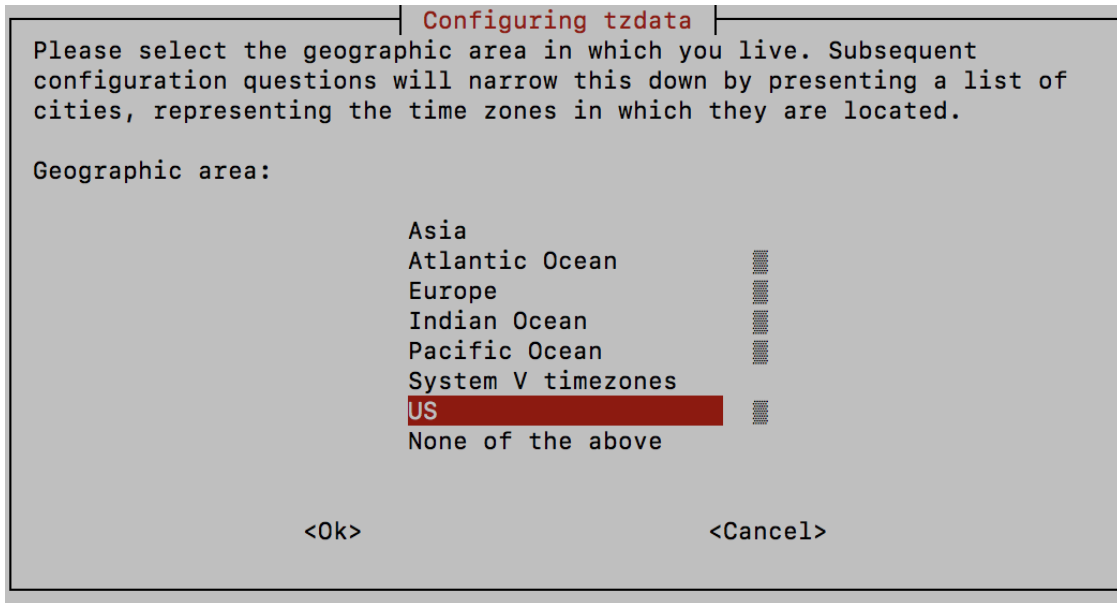 Configuring tzdata
Please select the geographic area in which you live. Subsequent
configuration questions will narrow this down by presenting a list of
cities, representing the time zones in which they are located.
Geographic area:
Asia
Atlantic Ocean
Europe
Indian Ocean
Pacific Ocean
System V timezones
US
None of the above
<Ok> <Cancel>